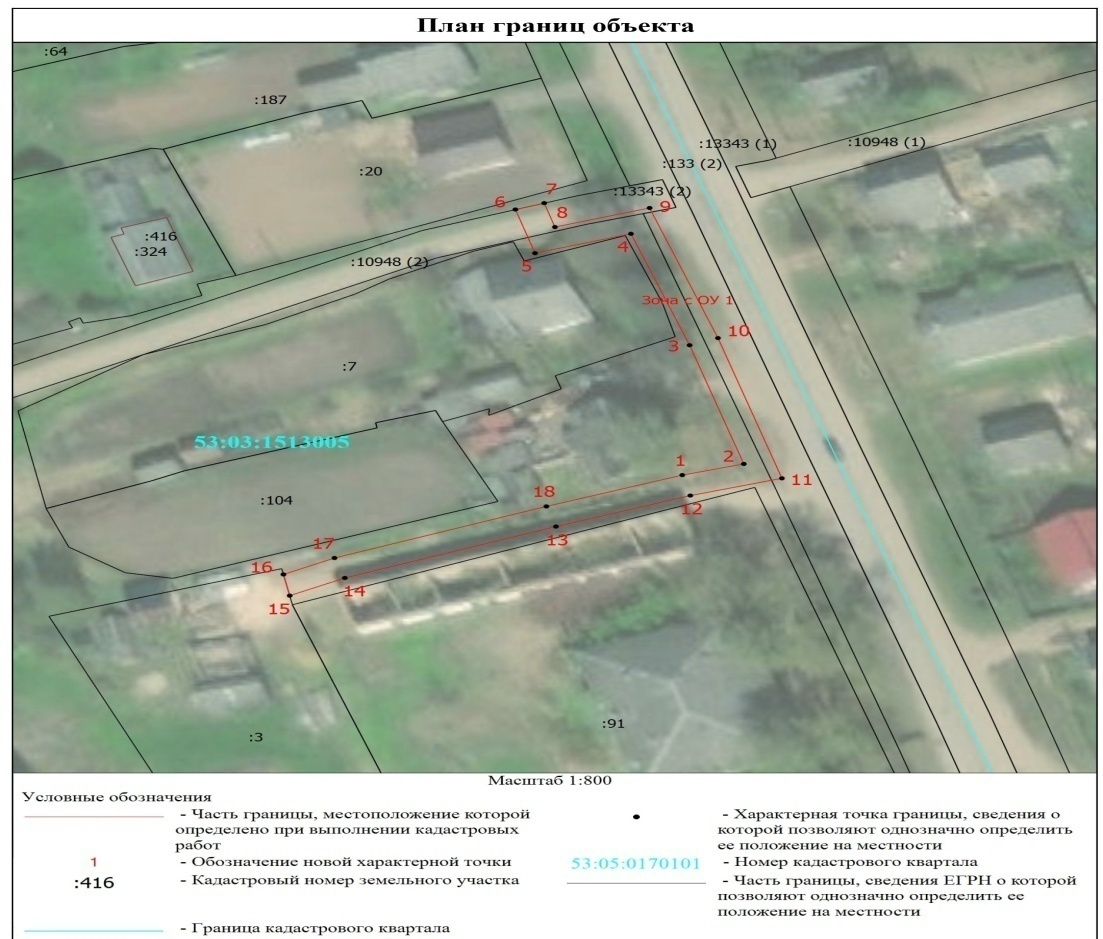 План границ объекта
:64
:187
:13343 (1)
:10948 (1)
:133 (2)
:20
:13343 (2)
7
6
9
8
:416
4
:324
:10948 (2)
5
Зона с ОУ 1
10
3
:7
53:03:1513005
1
2
11
18
:104
12
13
17
16
14
15
:91
:3
Масштаб 1:800
Условные обозначения
- Часть границы, местоположение которой
определено при выполнении кадастровых
работ
1
- Обозначение новой характерной точки
:416
- Кадастровый номер земельного участка
- Граница кадастрового квартала
- Характерная точка границы, сведения о
которой позволяют однозначно определить
ее положение на местности
53:05:0170101
- Номер кадастрового квартала
- Часть границы, сведения ЕГРН о которой
позволяют однозначно определить ее
положение на местности